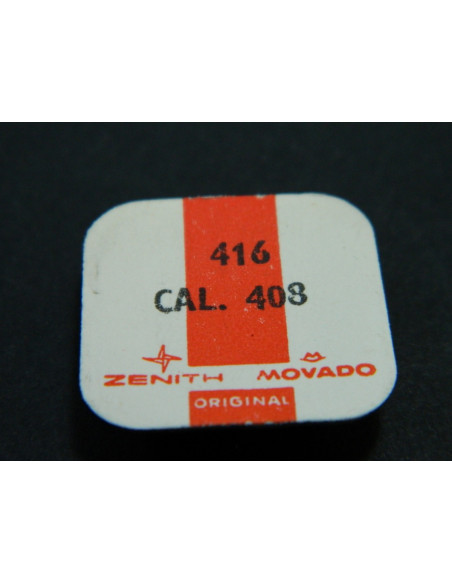 416
CAL. 408
ZENITH MOVADO
ORIGINAL